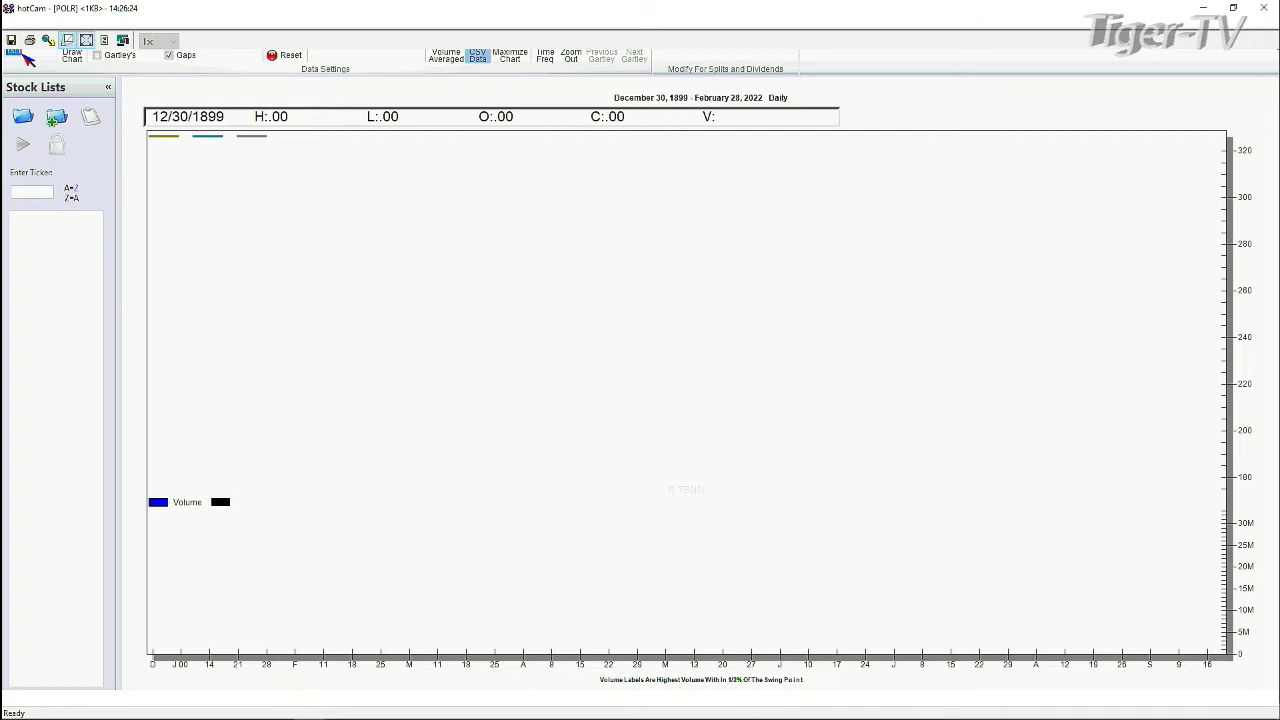 hotCam - [POLR] <1KB> - 14:26:24
Tiger-TV
1x
Draw Chart
Gartley's
Gaps
Reset
Data Settings
Volume Averaged
CSV Data
Maximize Chart
Time Freq
Zoom Out
Previous Gartley
Next Gartley
Modify For Splits and Dividends
Stock Lists «
December 30, 1899 - February 28, 2022 Daily
12/30/1899 H:.00 L:.00 O:.00 C:.00 V:
Enter Ticker:
A-Z
Z-A
320
300
280
260
240
220
200
180
© TFNN
Volume
30M
25M
20M
15M
10M
5M
0
D J 00 14 21 28 F 11 18 25 M 11 18 25 A 8 15 22 29 M 13 20 27 J 10 17 24 J 8 15 22 29 A 12 19 26 S 9 16
Volume Labels Are Highest Volume With In 1/2% Of The Swing Point
Ready